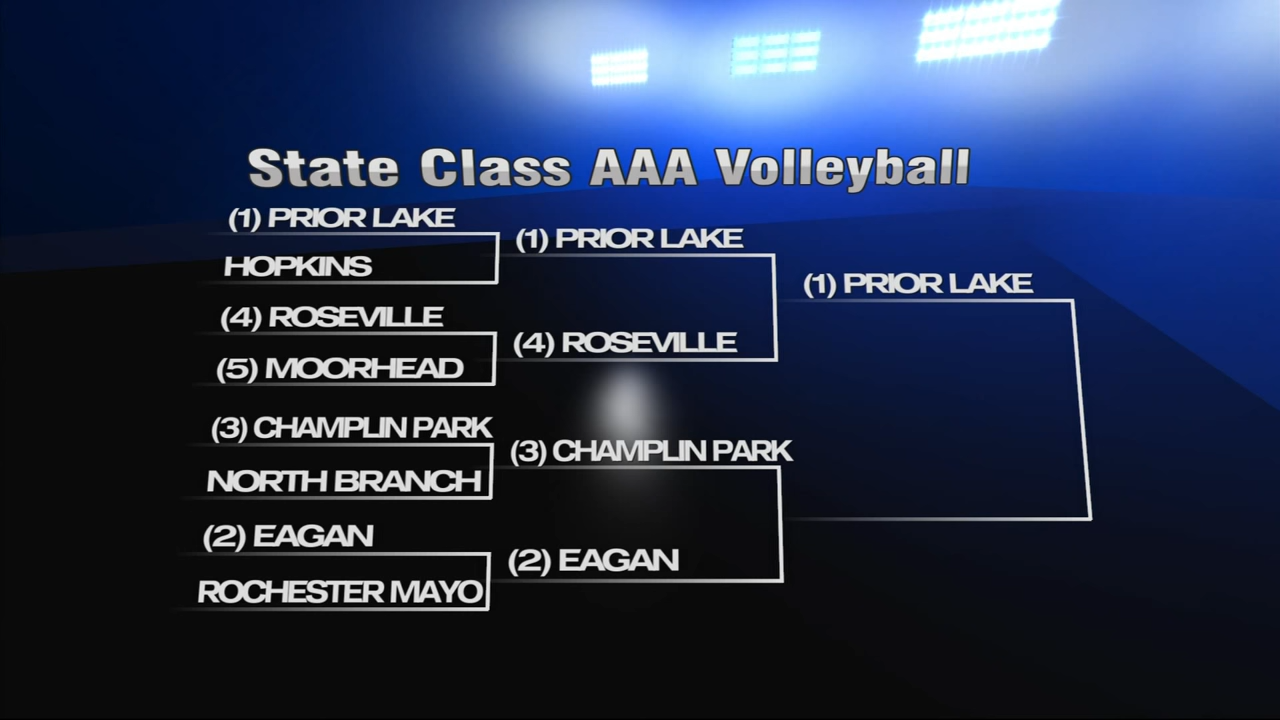 State Class AAA Volleyball
(1) PRIOR LAKE
HOPKINS
(4) ROSEVILLE
(5) MOORHEAD
(3) CHAMPLIN PARK
NORTH BRANCH
(2) EAGAN
ROCHESTER MAYO
(1) PRIOR LAKE
(4) ROSEVILLE
(3) CHAMPLIN PARK
(2) EAGAN
(1) PRIOR LAKE